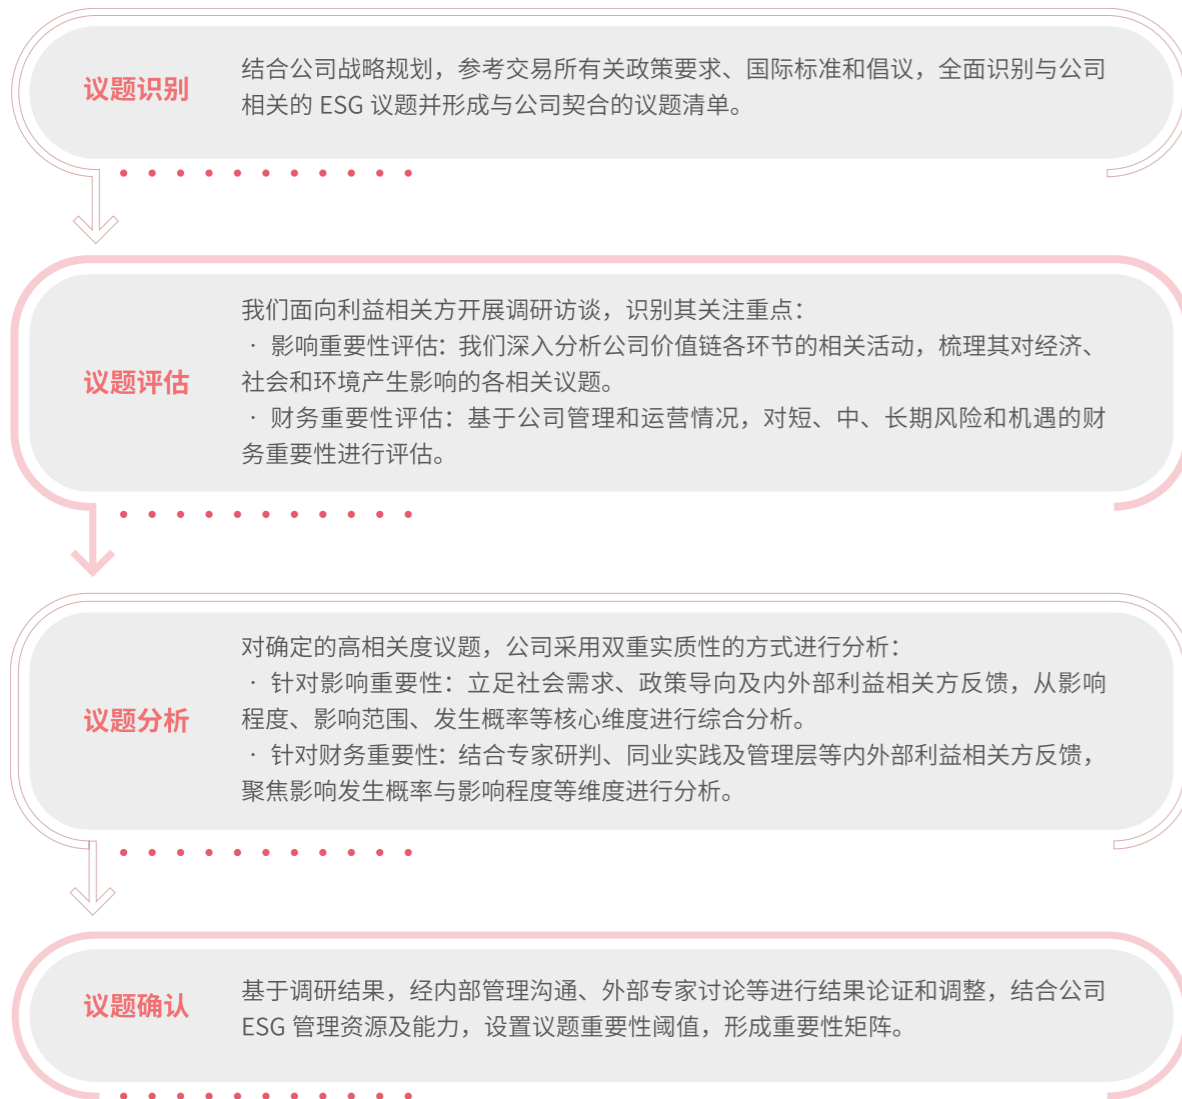 议题识别
结合公司战略规划，参考交易所有关政策要求、国际标准和倡议，全面识别与公司
相关的 ESG 议题并形成与公司契合的议题清单。
议题评估
我们面向利益相关方开展调研访谈，识别其关注重点：
· 影响重要性评估：我们深入分析公司价值链各环节的相关活动，梳理其对经济、
社会和环境产生影响的各相关议题。
· 财务重要性评估：基于公司管理和运营情况，对短、中、长期风险和机遇的财
务重要性进行评估。
议题分析
对确定的高相关度议题，公司采用双重实质性的方式进行分析：
· 针对影响重要性：立足社会需求、政策导向及内外部利益相关方反馈，从影响
程度、影响范围、发生概率等核心维度进行综合分析。
· 针对财务重要性：结合专家研判、同业实践及管理层等内外部利益相关方反馈，
聚焦影响发生概率与影响程度等维度进行分析。
议题确认
基于调研结果，经内部管理沟通、外部专家讨论等进行结果论证和调整，结合公司
ESG 管理资源及能力，设置议题重要性阈值，形成重要性矩阵。